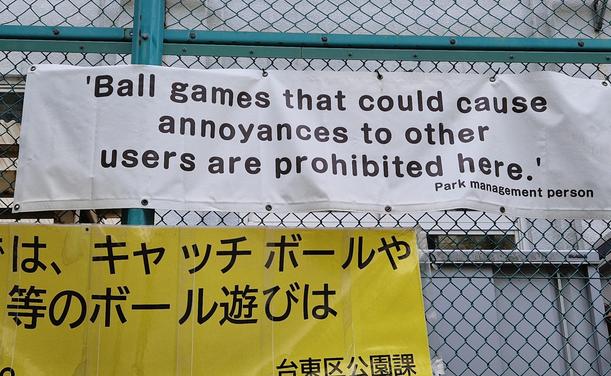 'Ball games that could cause
annoyances to other
users are prohibited here.'
Park management person
では、キャッチボールや
等のボール遊びは
台東区公園課